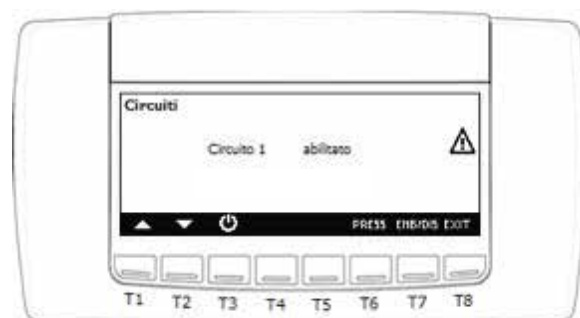 Circuiti
Circuito 1 abilitato
PRESS ENB/DIS EXIT
T1 T2 T3 T4 T5 T6 T7 T8